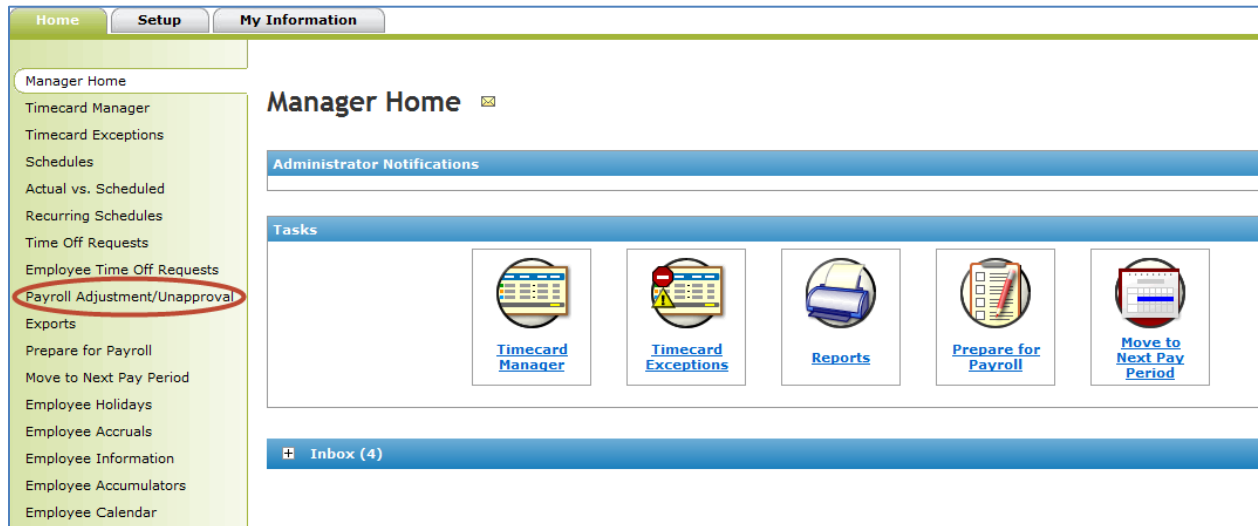 Home Setup My Information
Manager Home
Timecard Manager
Timecard Exceptions
Schedules
Actual vs. Scheduled
Recurring Schedules
Time Off Requests
Employee Time Off Requests
Payroll Adjustment/Unapproval
Exports
Prepare for Payroll
Move to Next Pay Period
Employee Holidays
Employee Accruals
Employee Information
Employee Accumulators
Employee Calendar
Manager Home
Administrator Notifications
Tasks
Timecard
Manager
Timecard
Exceptions
Reports
Prepare for
Payroll
Move to
Next Pay
Period
Inbox (4)